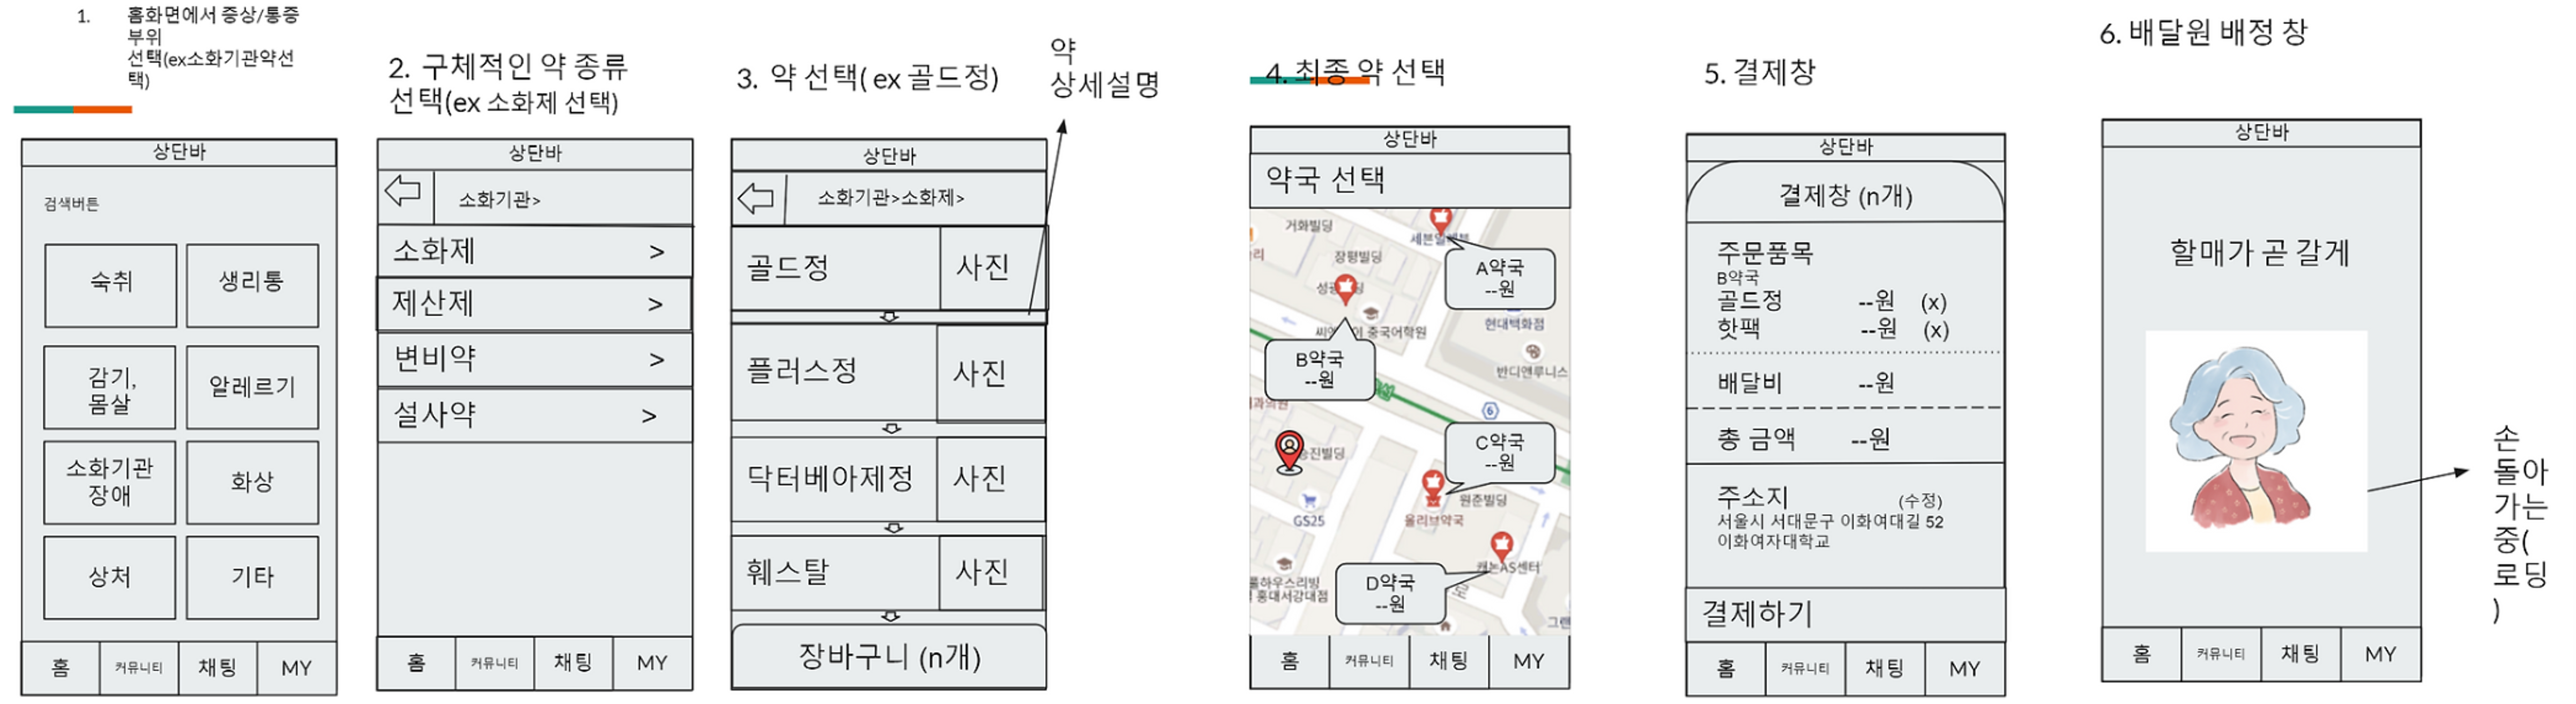 1. 홈화면에서 증상/통증
부위
선택(ex소화기관약선
택)
상단바
검색버튼
숙취
생리통
감기,
몸살
알레르기
소화기관
장애
화상
상처
기타
홈
커뮤니티
채팅
MY
2. 구체적인 약 종류
선택(ex 소화제 선택)
상단바
소화기관>
소화제 >
제산제 >
변비약 >
설사약 >
홈
커뮤니티
채팅
MY
3. 약 선택( ex 골드정)
약
상세설명
상단바
소화기관>소화제>
골드정
사진
플러스정
사진
닥터베아제정
사진
훼스탈
사진
장바구니 (n개)
4. 최종 약 선택
상단바
약국 선택
거화빌딩
장평빌딩
A약국
--원
현대백화점
B약국
--원
반디앤루니스
6
C약국
--원
원준빌딩
GS25
올리브약국
캐논AS센터
D약국
--원
홍대서강대점
홈
커뮤니티
채팅
MY
5. 결제창
상단바
결제창 (n개)
주문품목
B약국
골드정 --원 (x)
핫팩 --원 (x)
배달비 --원
총 금액 --원
주소지 (수정)
서울시 서대문구 이화여대길 52
이화여자대학교
결제하기
홈
커뮤니티
채팅
MY
6. 배달원 배정 창
상단바
할매가 곧 갈게
손
돌아
가는
중(
로딩
)
홈
커뮤니티
채팅
MY